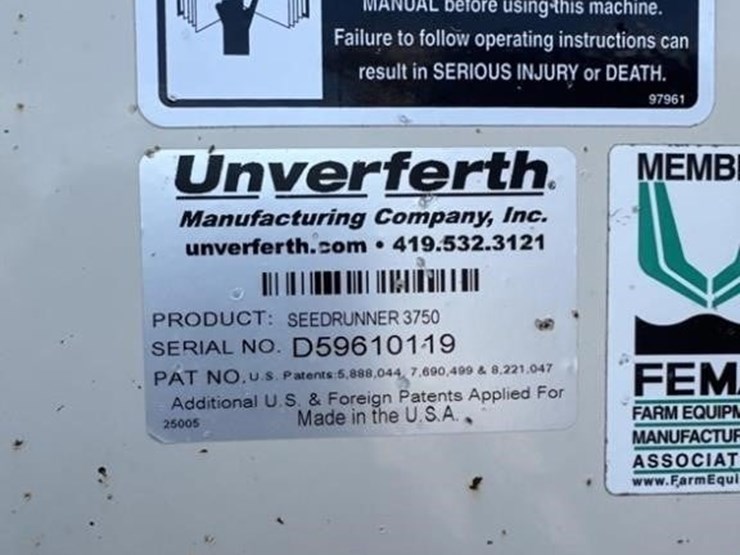 MANUAL before using this machine.
Failure to follow operating instructions can
result in SERIOUS INJURY or DEATH.
97961
Unverferth®
Manufacturing Company, Inc.
unverferth.com • 419.532.3121
PRODUCT: SEEDRUNNER 3750
SERIAL NO. D59610119
PAT NO. U.S. Patents: 5,888,044, 7,690,499 & 8,221,047
Additional U.S. & Foreign Patents Applied For
25005 Made in the U.S.A.
MEMB
FEMA
FARM EQUIPM
MANUFACTUR
ASSOCIAT
www.FarmEqui